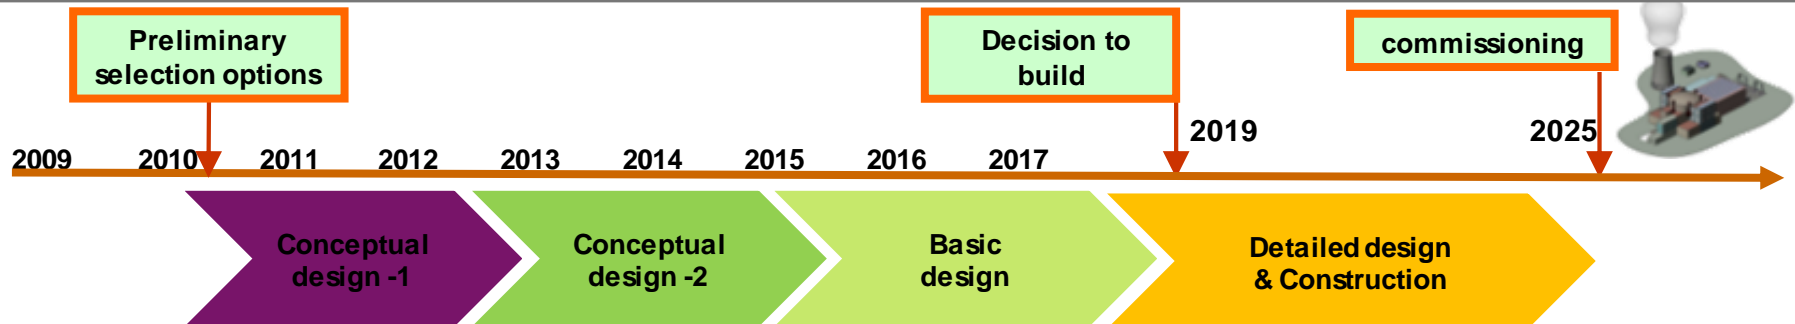 Preliminary
selection options
Decision to
build
commissioning
2019
2025
2009 2010 2011 2012 2013 2014 2015 2016 2017
Conceptual
design -1
Conceptual
design -2
Basic
design
Detailed design
& Construction